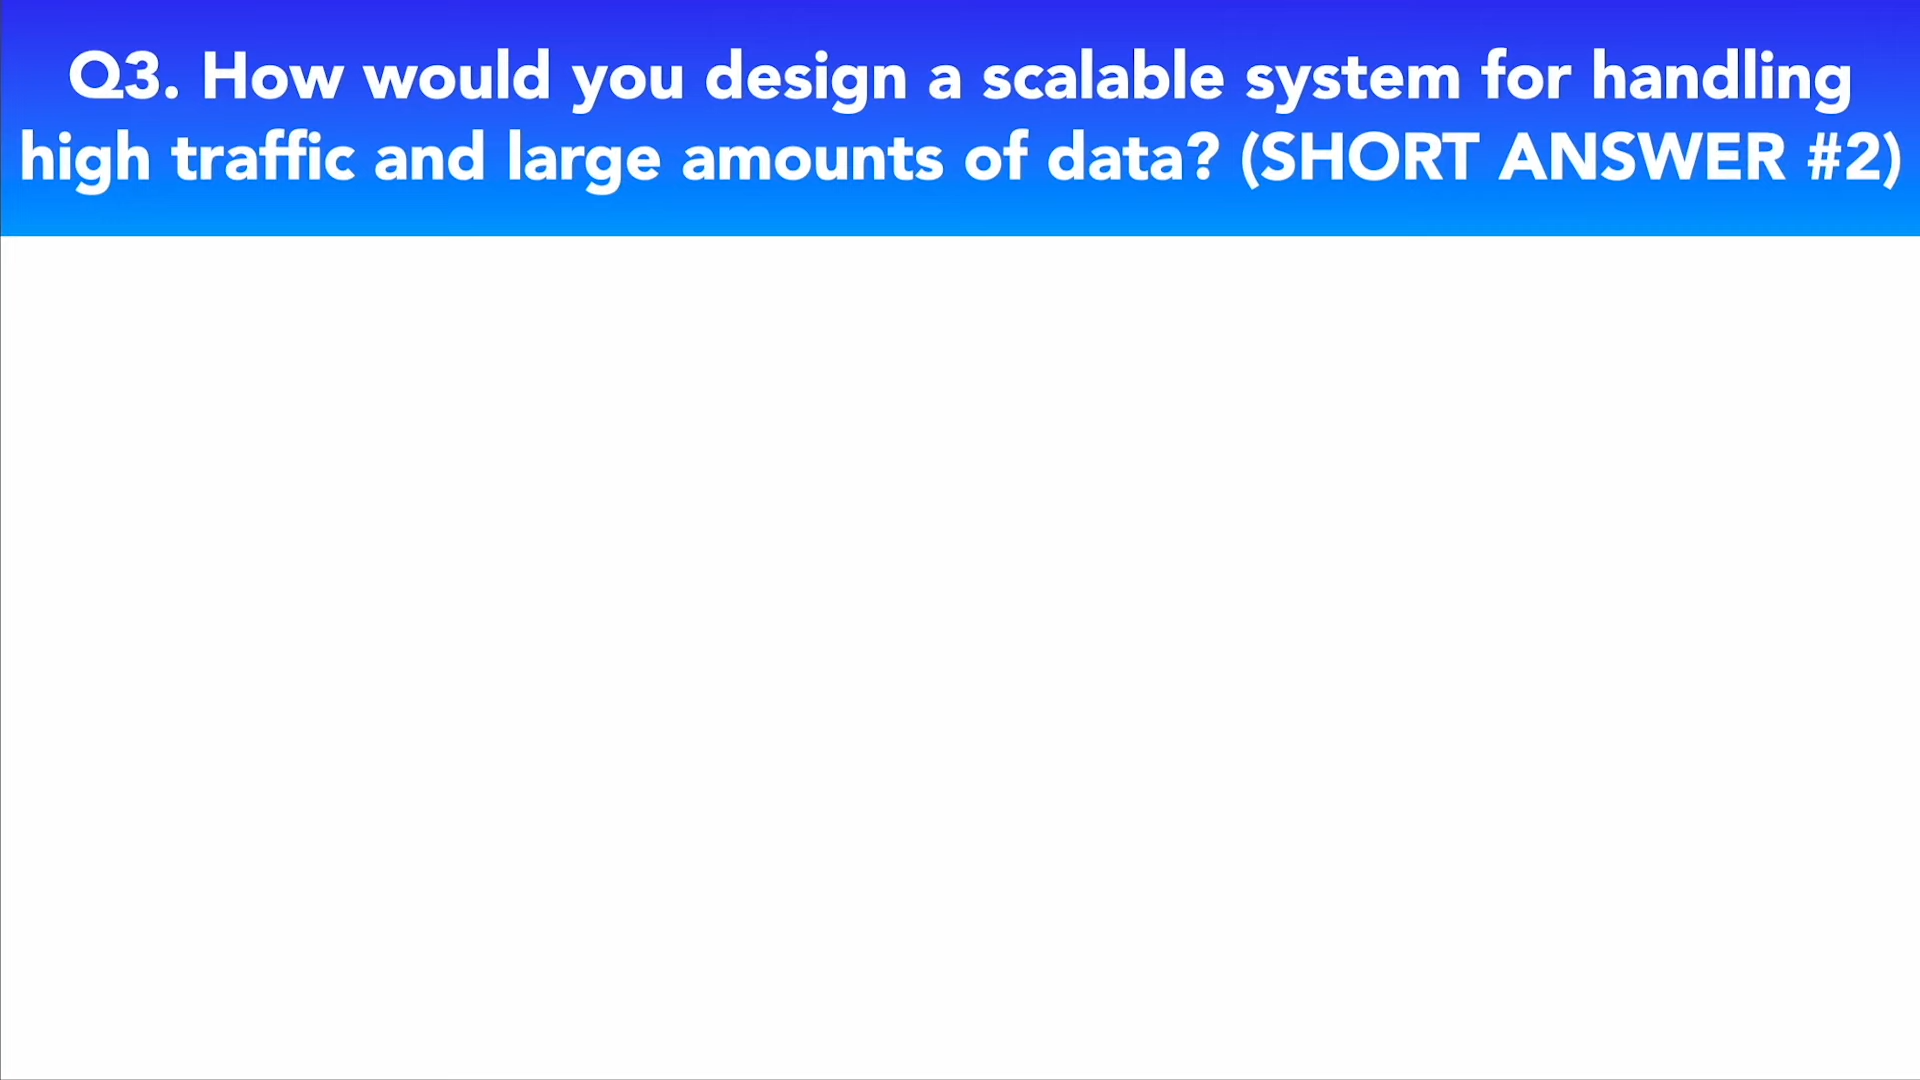 Q3. How would you design a scalable system for handling
high traffic and large amounts of data? (SHORT ANSWER #2)